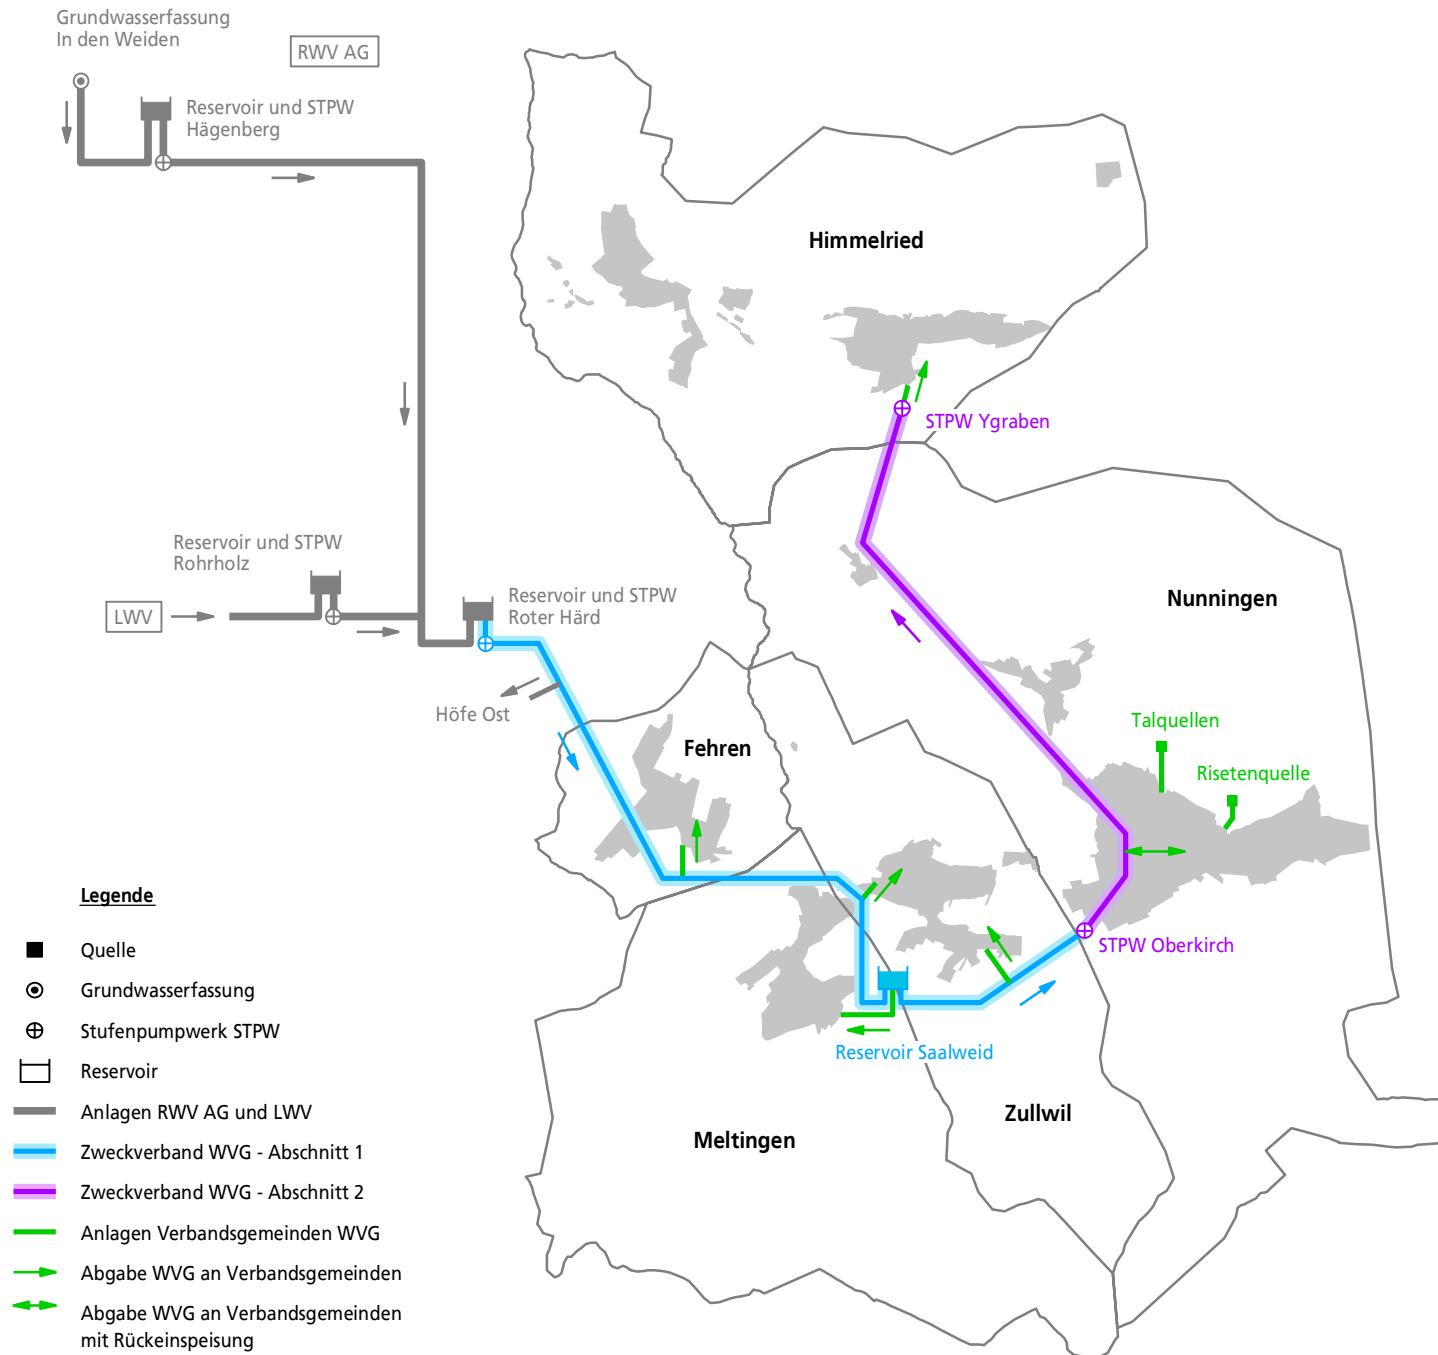 Grundwasserfassung
In den Weiden
RWV AG
Reservoir und STPW
Hägenberg
Himmelried
STPW Ygraben
Reservoir und STPW
Rohrholz
LWV
Reservoir und STPW
Roter Härd
Nunningen
Höfe Ost
Fehren
Talquellen
Risetenquelle
STPW Oberkirch
Reservoir Saalweid
Zullwil
Meltingen
Legende
Quelle
Grundwasserfassung
Stufenpumpwerk STPW
Reservoir
Anlagen RWV AG und LWV
Zweckverband WVG - Abschnitt 1
Zweckverband WVG - Abschnitt 2
Anlagen Verbandsgemeinden WVG
Abgabe WVG an Verbandsgemeinden
Abgabe WVG an Verbandsgemeinden
mit Rückeinspeisung